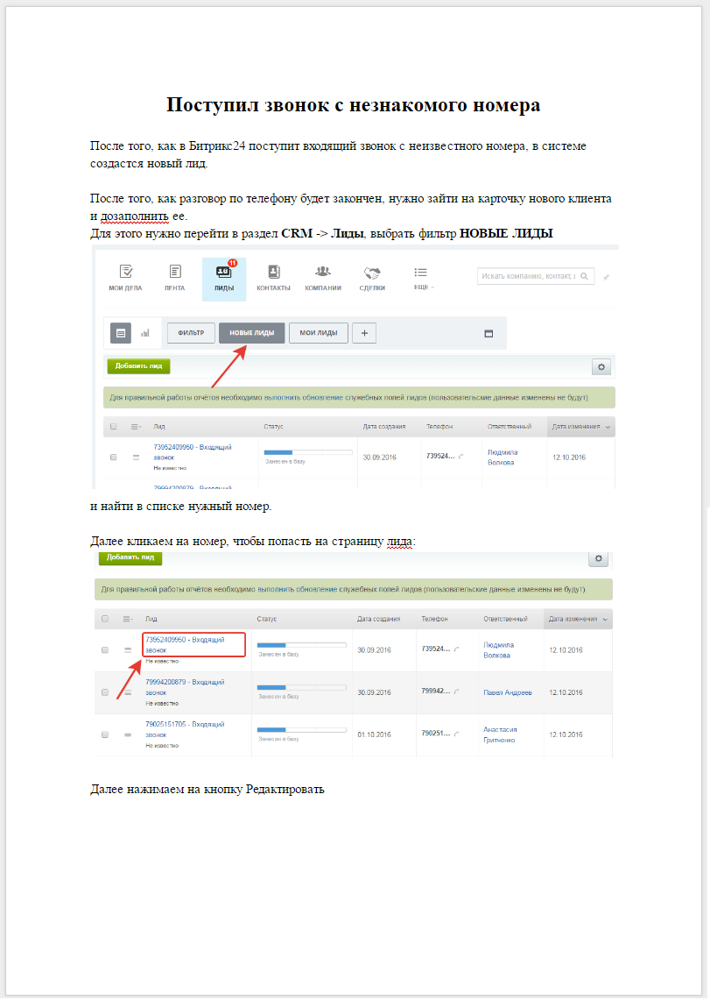 Поступил звонок с незнакомого номера
После того, как в Битрикс24 поступит входящий звонок с неизвестного номера, в системе
создастся новый лид.
После того, как разговор по телефону будет закончен, нужно зайти на карточку нового клиента
и дозаполнить ее.
Для этого нужно перейти в раздел CRM -> Лиды, выбрать фильтр НОВЫЕ ЛИДЫ
11
МОИ ДЕЛА ЛЕНТА ЛИДЫ КОНТАКТЫ КОМПАНИИ СДЕЛКИ ЕЩЕ
Искать компанию, контакт, л
ФИЛЬТР НОВЫЕ ЛИДЫ МОИ ЛИДЫ +
Добавить лид
Для правильной работы отчётов необходимо выполнить обновление служебных полей лидов (пользовательские данные изменены не будут).
Лид Статус Дата создания Телефон Ответственный Дата изменения
73952409950 - Входящий
звонок
Не известно
Занесен в базу
30.09.2016
739524...
Людмила
Волкова
12.10.2016
79994200879 - Входящий
и найти в списке нужный номер.
Далее кликаем на номер, чтобы попасть на страницу лида:
Добавить лид
Для правильной работы отчётов необходимо выполнить обновление служебных полей лидов (пользовательские данные изменены не будут).
Лид Статус Дата создания Телефон Ответственный Дата изменения
73952409950 - Входящий
звонок
Не известно
Занесен в базу
30.09.2016
739524...
Людмила
Волкова
12.10.2016
79994200879 - Входящий
звонок
Не известно
Занесен в базу
30.09.2016
799942...
Павел Андреев
12.10.2016
79025151705 - Входящий
звонок
Не известно
Занесен в базу
01.10.2016
790251...
Анастасия
Гритченко
12.10.2016
Далее нажимаем на кнопку Редактировать